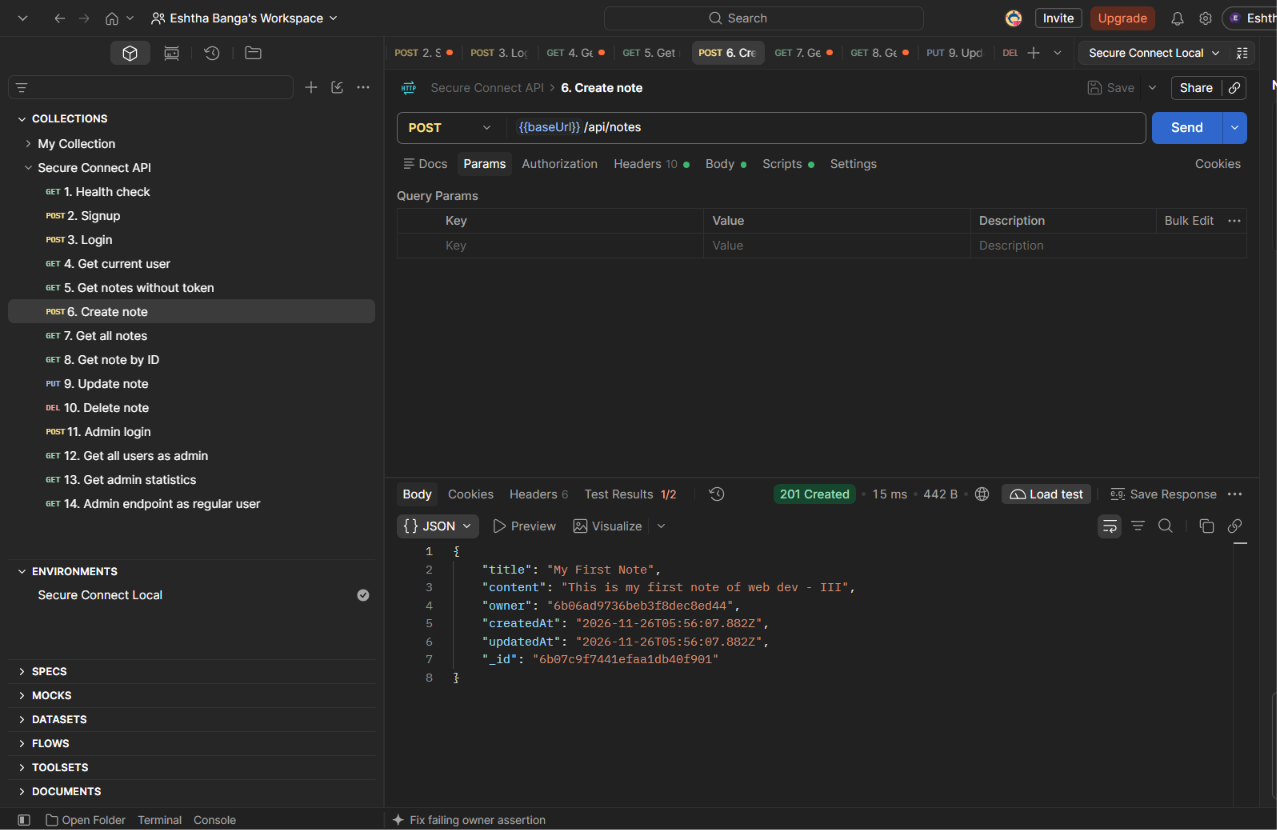 Eshtha Banga's Workspace
Search
Invite
Upgrade
E Eshth
POST 2. S
POST 3. Log
GET 4. Ge
GET 5. Get
POST 6. Cre
GET 7. Ge
GET 8. Ge
PUT 9. Upd
DEL
Secure Connect Local
COLLECTIONS
My Collection
Secure Connect API
GET 1. Health check
POST 2. Signup
POST 3. Login
GET 4. Get current user
GET 5. Get notes without token
POST 6. Create note
GET 7. Get all notes
GET 8. Get note by ID
PUT 9. Update note
DEL 10. Delete note
POST 11. Admin login
GET 12. Get all users as admin
GET 13. Get admin statistics
GET 14. Admin endpoint as regular user
ENVIRONMENTS
Secure Connect Local
SPECS
MOCKS
DATASETS
FLOWS
TOOLSETS
DOCUMENTS
HTTP Secure Connect API > 6. Create note
Save
Share
POST {{baseUrl}} /api/notes
Send
Docs Params Authorization Headers 10 Body Scripts Settings Cookies
Query Params
Key Value Description Bulk Edit
Key Value Description
Body Cookies Headers 6 Test Results 1/2
201 Created • 15 ms • 442 B
Load test
e.g. Save Response
{} JSON Preview Visualize
1 {
2 "title": "My First Note",
3 "content": "This is my first note of web dev - III",
4 "owner": "6b06ad9736beb3f8dec8ed44",
5 "createdAt": "2026-11-26T05:56:07.882Z",
6 "updatedAt": "2026-11-26T05:56:07.882Z",
7 "_id": "6b07c9f7441efaa1db40f901"
8 }
Open Folder Terminal Console
Fix failing owner assertion